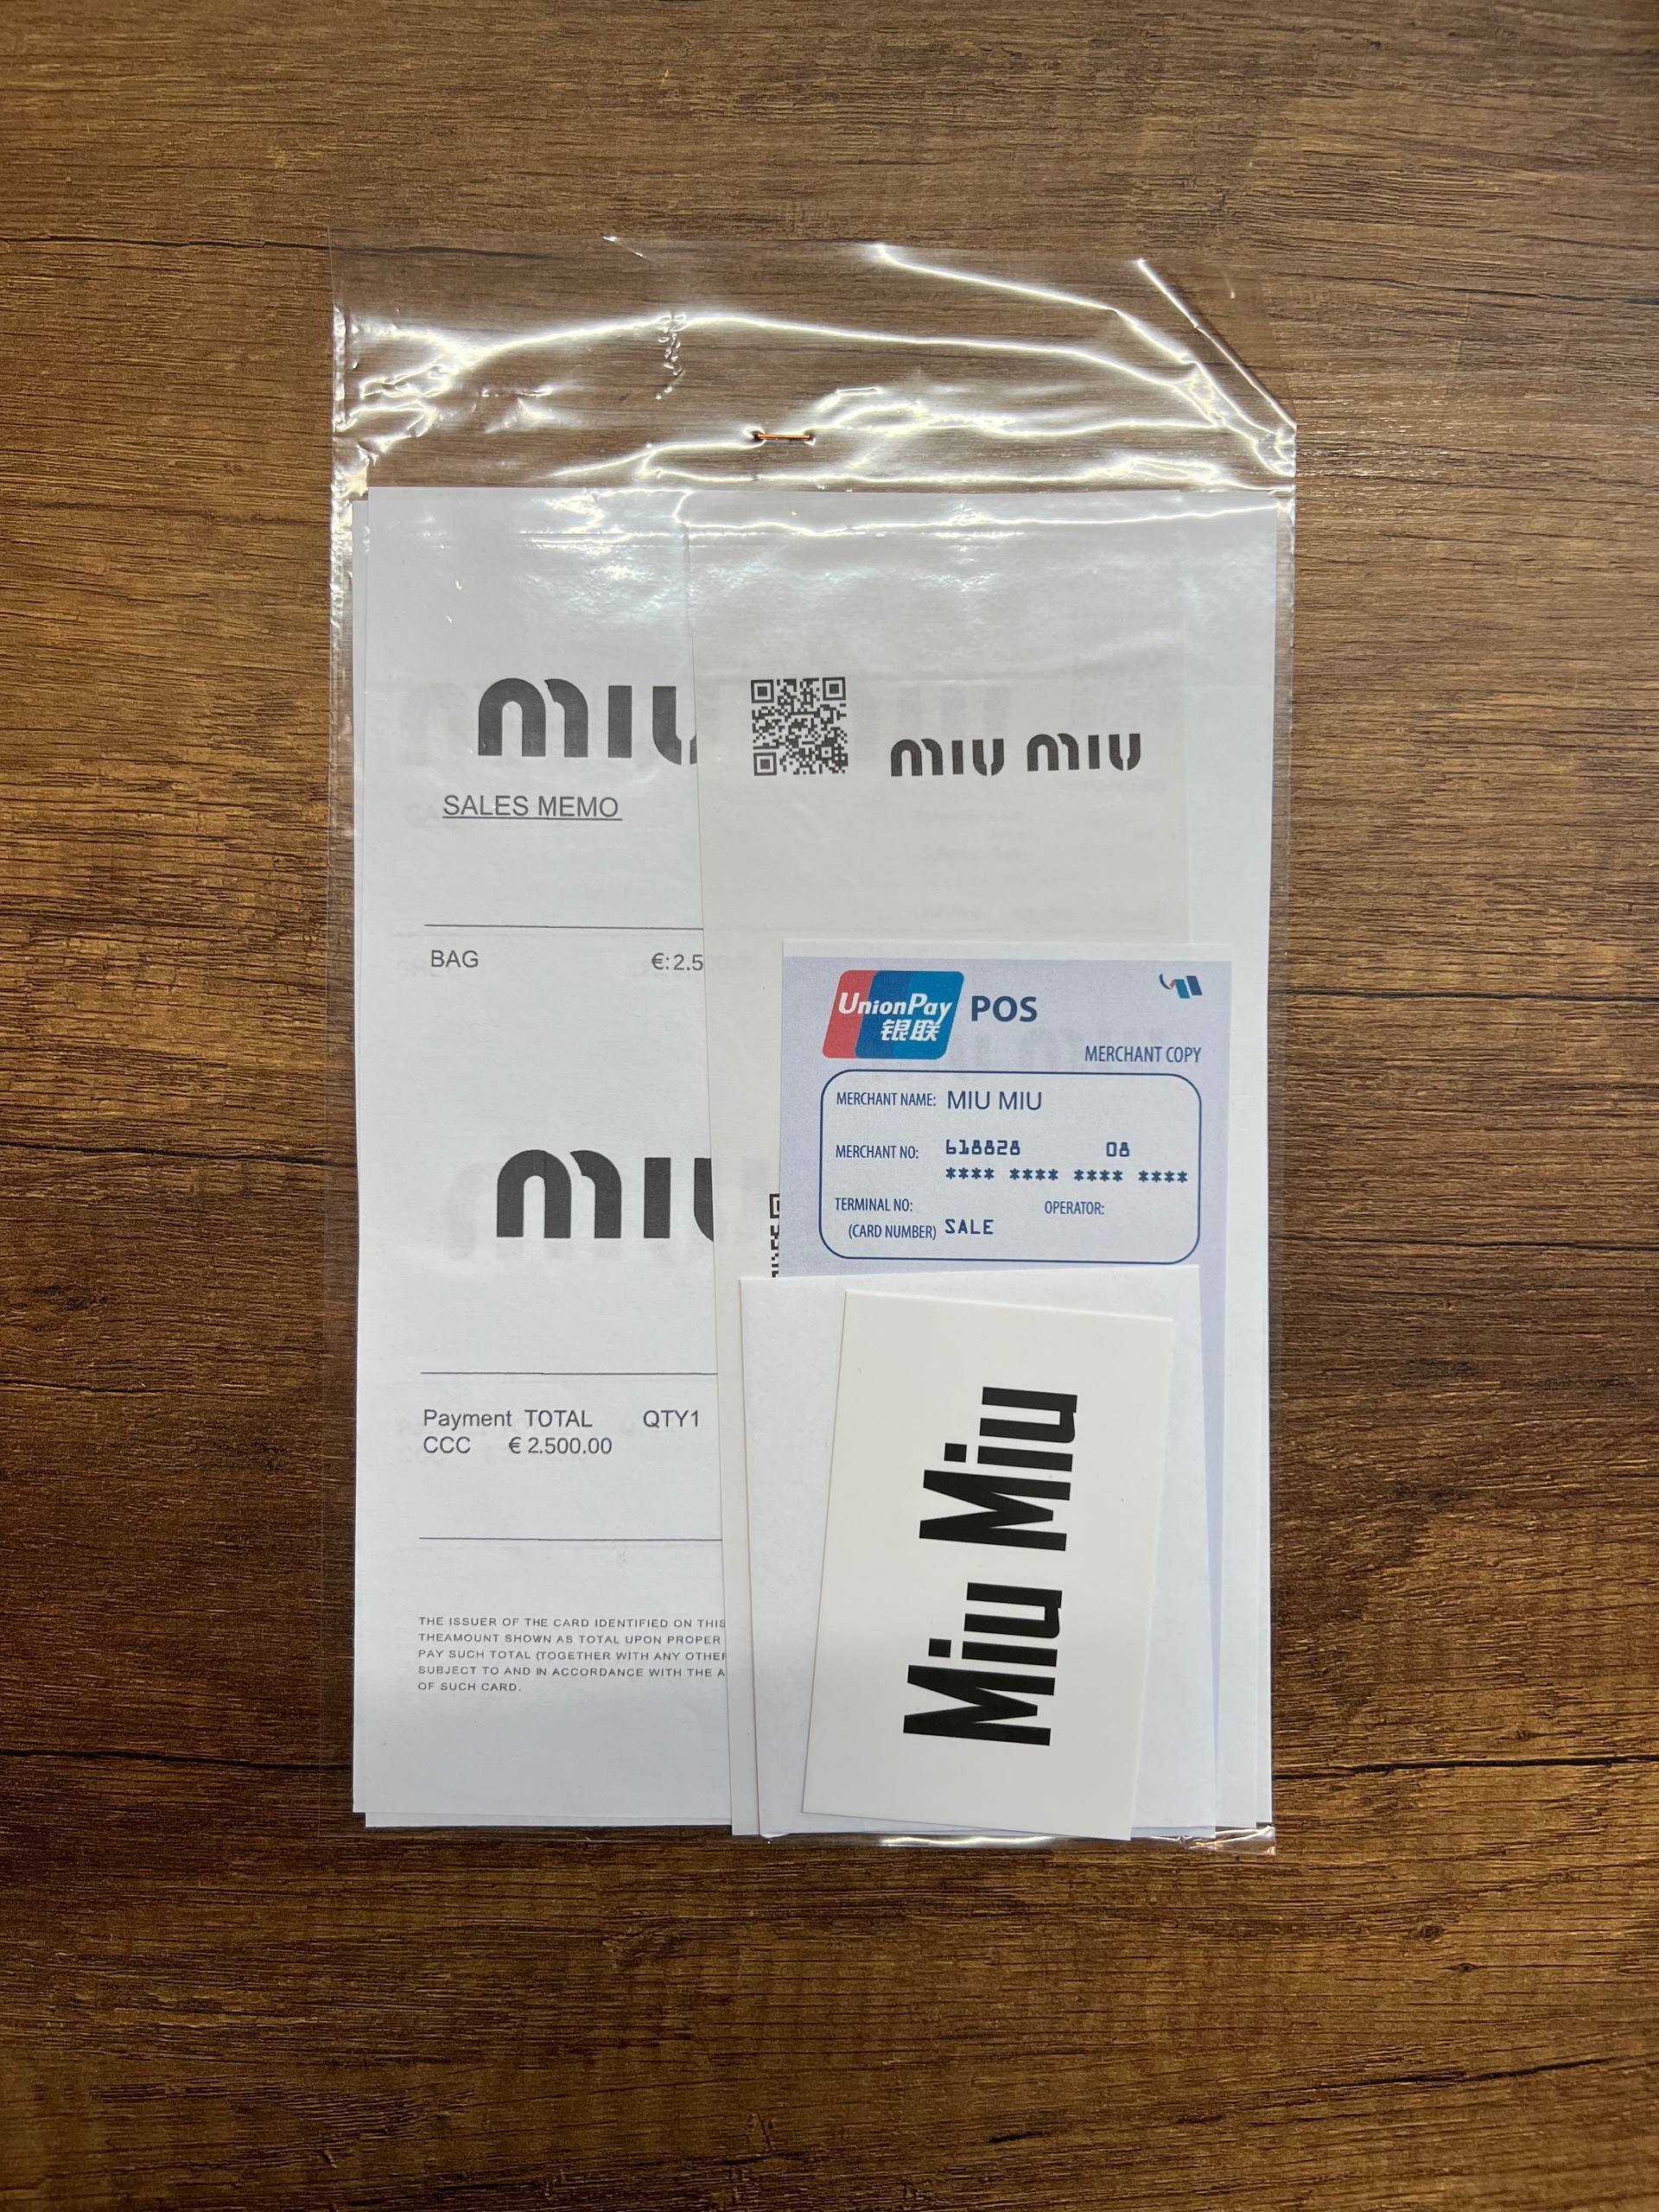 MIU
SALES MEMO
BAG €:2.5
MIU
Payment TOTAL QTY1
CCC € 2.500.00
THE ISSUER OF THE CARD IDENTIFIED ON THIS
THEAMOUNT SHOWN AS TOTAL UPON PROPER
PAY SUCH TOTAL (TOGETHER WITH ANY OTHER
SUBJECT TO AND IN ACCORDANCE WITH THE A
OF SUCH CARD.
MIU MIU
UnionPay POS
银联
MERCHANT COPY
MERCHANT NAME: MIU MIU
MERCHANT NO: 618828 08
**** **** **** ****
TERMINAL NO: OPERATOR:
(CARD NUMBER) SALE
Miu Miu